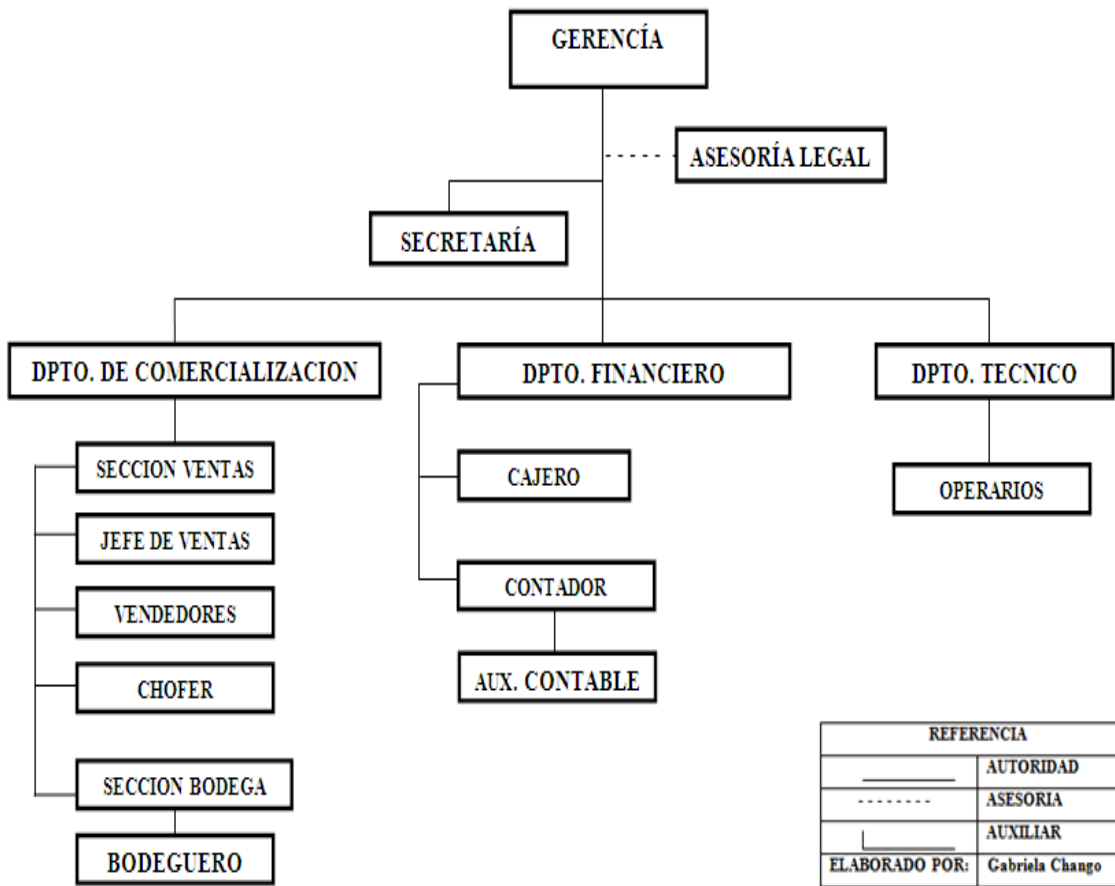 GERENCÍA
ASESORÍA LEGAL
SECRETARÍA
DPTO. DE COMERCIALIZACION
DPTO. FINANCIERO
DPTO. TECNICO
SECCION VENTAS
CAJERO
OPERARIOS
JEFE DE VENTAS
CONTADOR
VENDEDORES
AUX. CONTABLE
CHOFER
SECCION BODEGA
BODEGUERO
REFERENCIA
AUTORIDAD
ASESORIA
AUXILIAR
ELABORADO POR: Gabriela Chango